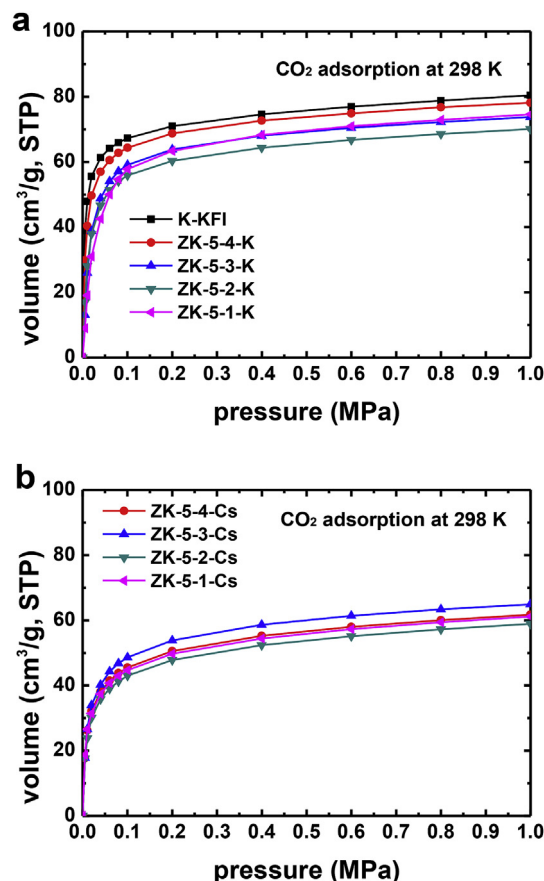 a
CO₂ adsorption at 298 K
volume (cm³/g, STP)
100
80
60
40
20
0
K-KFI
ZK-5-4-K
ZK-5-3-K
ZK-5-2-K
ZK-5-1-K
0.0 0.1 0.2 0.3 0.4 0.5 0.6 0.7 0.8 0.9 1.0
pressure (MPa)
b
CO₂ adsorption at 298 K
volume (cm³/g, STP)
100
80
60
40
20
0
ZK-5-4-Cs
ZK-5-3-Cs
ZK-5-2-Cs
ZK-5-1-Cs
0.0 0.1 0.2 0.3 0.4 0.5 0.6 0.7 0.8 0.9 1.0
pressure (MPa)